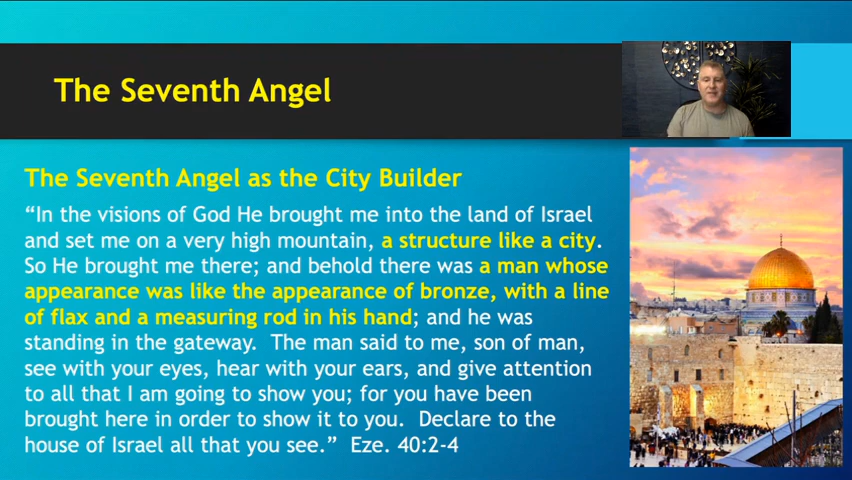 The Seventh Angel
The Seventh Angel as the City Builder
“In the visions of God He brought me into the land of Israel
and set me on a very high mountain, a structure like a city.
So He brought me there; and behold there was a man whose
appearance was like the appearance of bronze, with a line
of flax and a measuring rod in his hand; and he was
standing in the gateway.  The man said to me, son of man,
see with your eyes, hear with your ears, and give attention
to all that I am going to show you; for you have been
brought here in order to show it to you.  Declare to the
house of Israel all that you see.”  Eze. 40:2-4